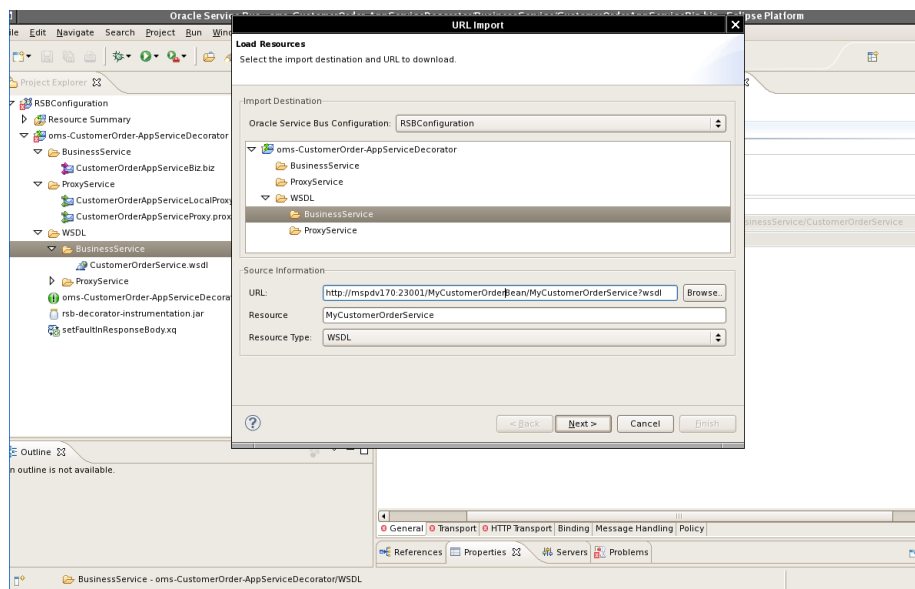 Oracle Service Bus - oms-CustomerOrder-AppServiceDecorator/BusinessService/CustomerOrderAppServiceBiz.biz - Eclipse Platform
URL Import
ile Edit Navigate Search Project Run Wind
Load Resources
Select the import destination and URL to download.
Project Explorer
RSBConfiguration
Resource Summary
oms-CustomerOrder-AppServiceDecorator
BusinessService
CustomerOrderAppServiceBiz.biz
ProxyService
CustomerOrderAppServiceLocalProxy
CustomerOrderAppServiceProxy.prox
WSDL
BusinessService
CustomerOrderService.wsdl
ProxyService
oms-CustomerOrder-AppServiceDecora
rsb-decorator-instrumentation.jar
setFaultInResponseBody.xq
Import Destination
Oracle Service Bus Configuration: RSBConfiguration
oms-CustomerOrder-AppServiceDecorator
BusinessService
ProxyService
WSDL
BusinessService
ProxyService
sinessService/CustomerOrderService
Source Information
URL: http://mspdv170:23001/MyCustomerOrderBean/MyCustomerOrderService?wsdl Browse..
Resource MyCustomerOrderService
Resource Type: WSDL
< Back Next > Cancel Finish
Outline
n outline is not available.
General Transport HTTP Transport Binding Message Handling Policy
References Properties Servers Problems
BusinessService - oms-CustomerOrder-AppServiceDecorator/WSDL